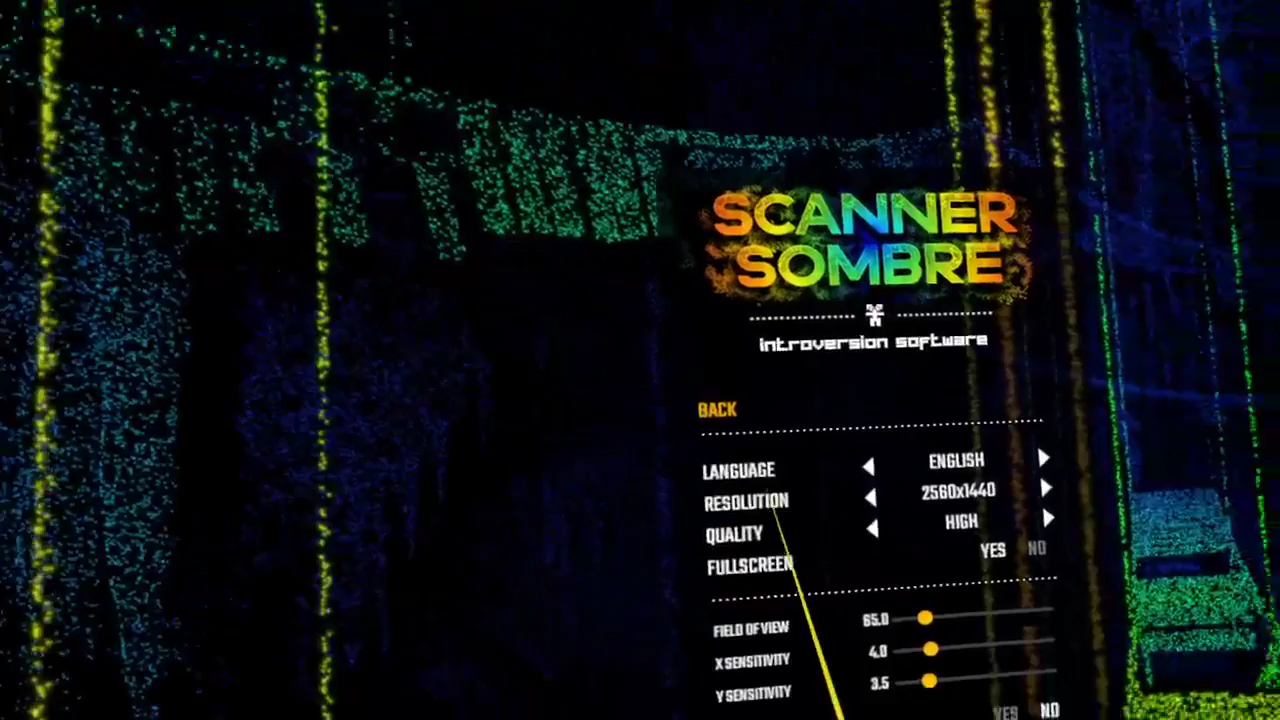 SCANNER
SOMBRE
introversion software
BACK
LANGUAGE ENGLISH
RESOLUTION 2560x1440
QUALITY HIGH
FULLSCREEN YES NO
FIELD OF VIEW 65.0
X SENSITIVITY 4.0
Y SENSITIVITY 3.5
YES NO